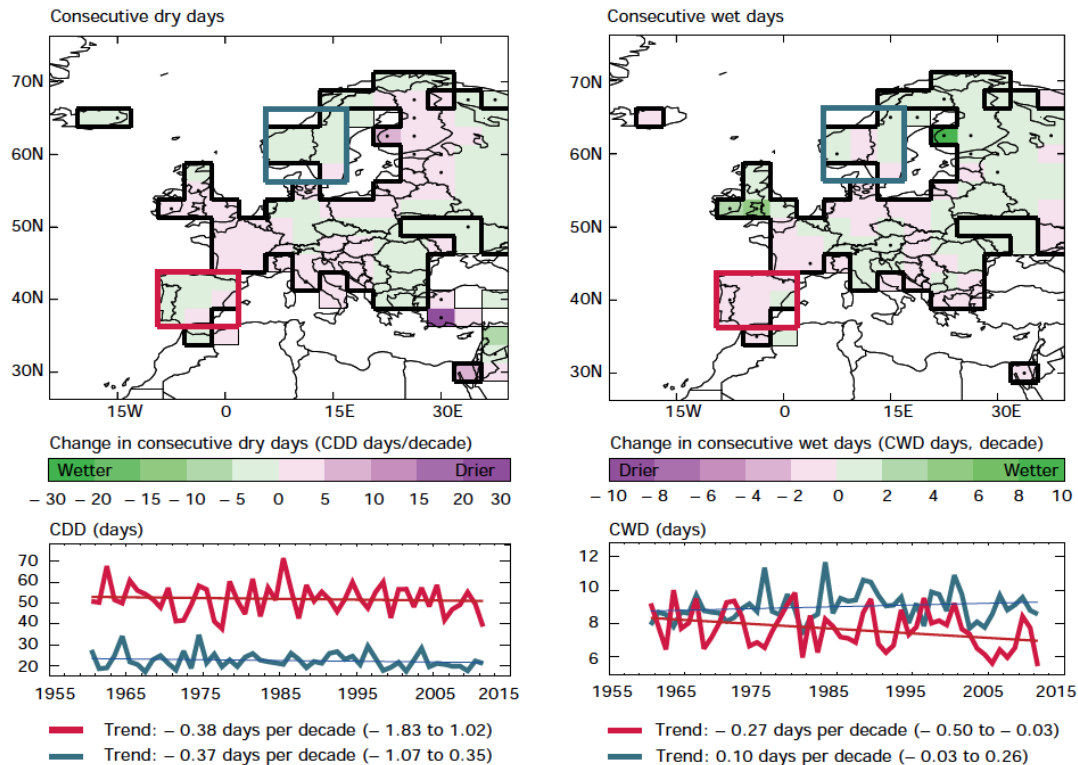 Consecutive dry days
70N
60N
50N
40N
30N
15W 0 15E 30E
Change in consecutive dry days (CDD days/decade)
Wetter Drier
– 30 – 20 – 15 – 10 – 5 0 5 10 15 20 30
CDD (days)
70
60
50
40
30
20
1955 1965 1975 1985 1995 2005 2015
Trend: – 0.38 days per decade (– 1.83 to 1.02)
Trend: – 0.37 days per decade (– 1.07 to 0.35)
Consecutive wet days
70N
60N
50N
40N
30N
15W 0 15E 30E
Change in consecutive wet days (CWD days, decade)
Drier Wetter
– 10 – 8 – 6 – 4 – 2 0 2 4 6 8 10
CWD (days)
12
10
8
6
1955 1965 1975 1985 1995 2005 2015
Trend: – 0.27 days per decade (– 0.50 to – 0.03)
Trend: 0.10 days per decade (– 0.03 to 0.26)